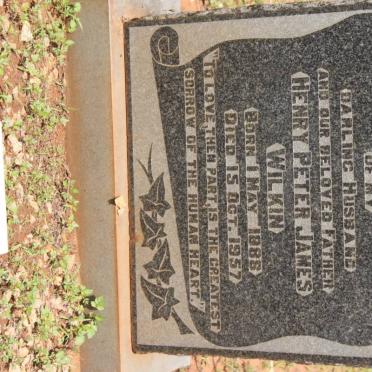 OF MY
DARLING HUSBAND
AND OUR BELOVED FATHER
HENRY PETER JAMES
WILKIN
BORN 1 MAY 1888
DIED 15 OCT. 1957
TO LOVE, THEN PART, IS THE GREATEST
SORROW OF THE HUMAN HEART.